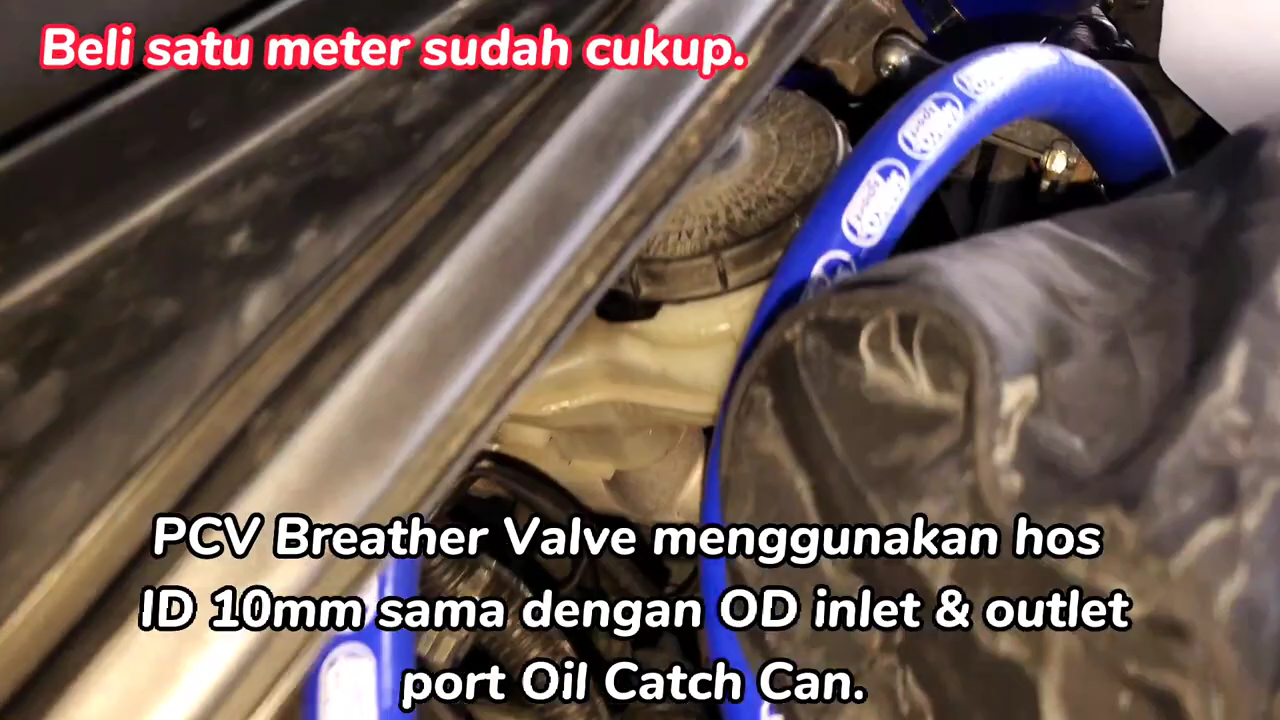 Beli satu meter sudah cukup.
PCV Breather Valve menggunakan hos
ID 10mm sama dengan OD inlet & outlet
port Oil Catch Can.